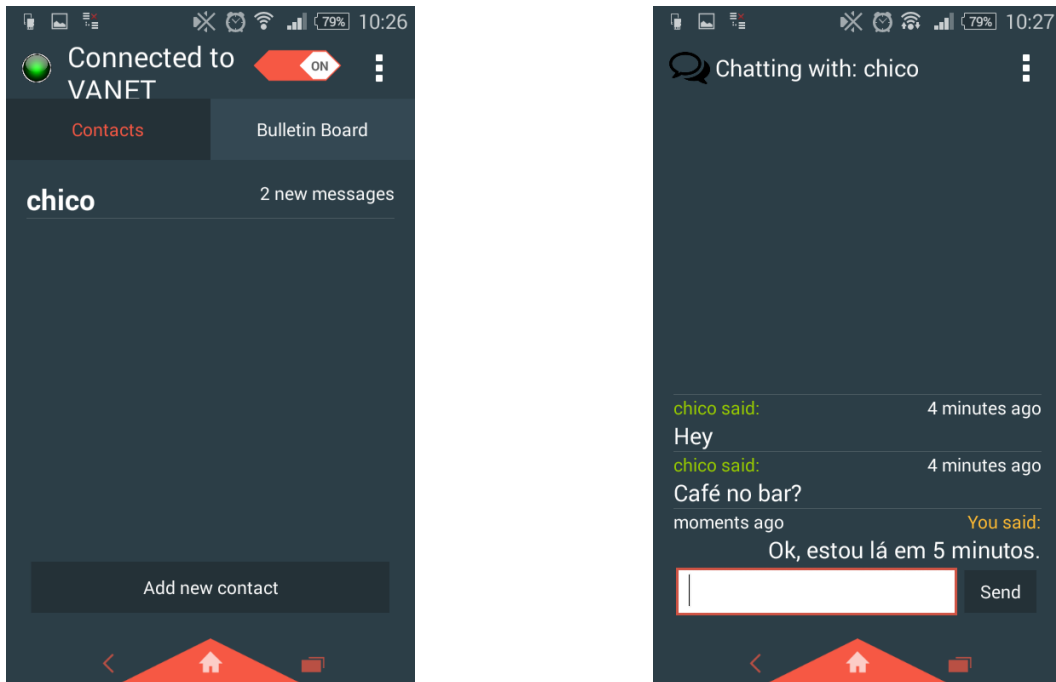 79% 10:26
Connected to
VANET
ON
Contacts
Bulletin Board
chico
2 new messages
Add new contact
79% 10:27
Chatting with: chico
chico said:
4 minutes ago
Hey
chico said:
4 minutes ago
Café no bar?
moments ago
You said:
Ok, estou lá em 5 minutos.
Send